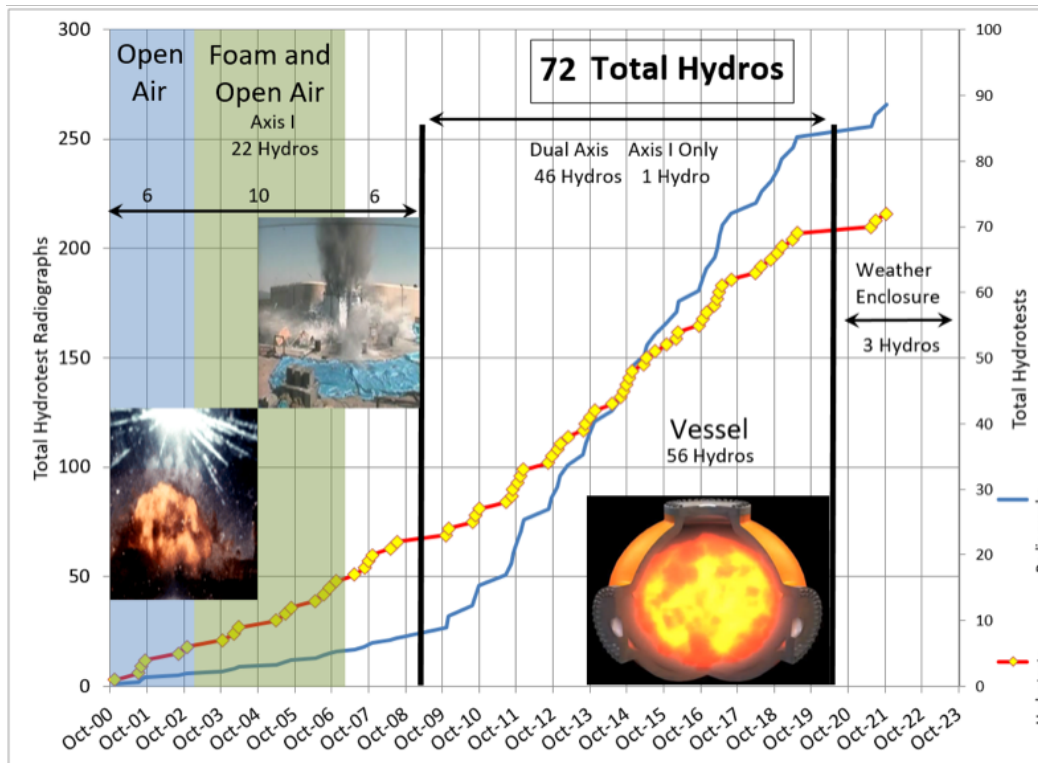 300
250
200
150
100
50
0
Total Hydrotest Radiographs
Open
Air
Foam and
Open Air
Axis I
22 Hydros
6
10
6
72 Total Hydros
Dual Axis
46 Hydros
Axis I Only
1 Hydro
Weather
Enclosure
3 Hydros
Vessel
56 Hydros
100
90
80
70
60
50
40
30
20
10
0
Total Hydrotests
Oct-00
Oct-01
Oct-02
Oct-03
Oct-04
Oct-05
Oct-06
Oct-07
Oct-08
Oct-09
Oct-10
Oct-11
Oct-12
Oct-13
Oct-14
Oct-15
Oct-16
Oct-17
Oct-18
Oct-19
Oct-20
Oct-21
Oct-22
Oct-23